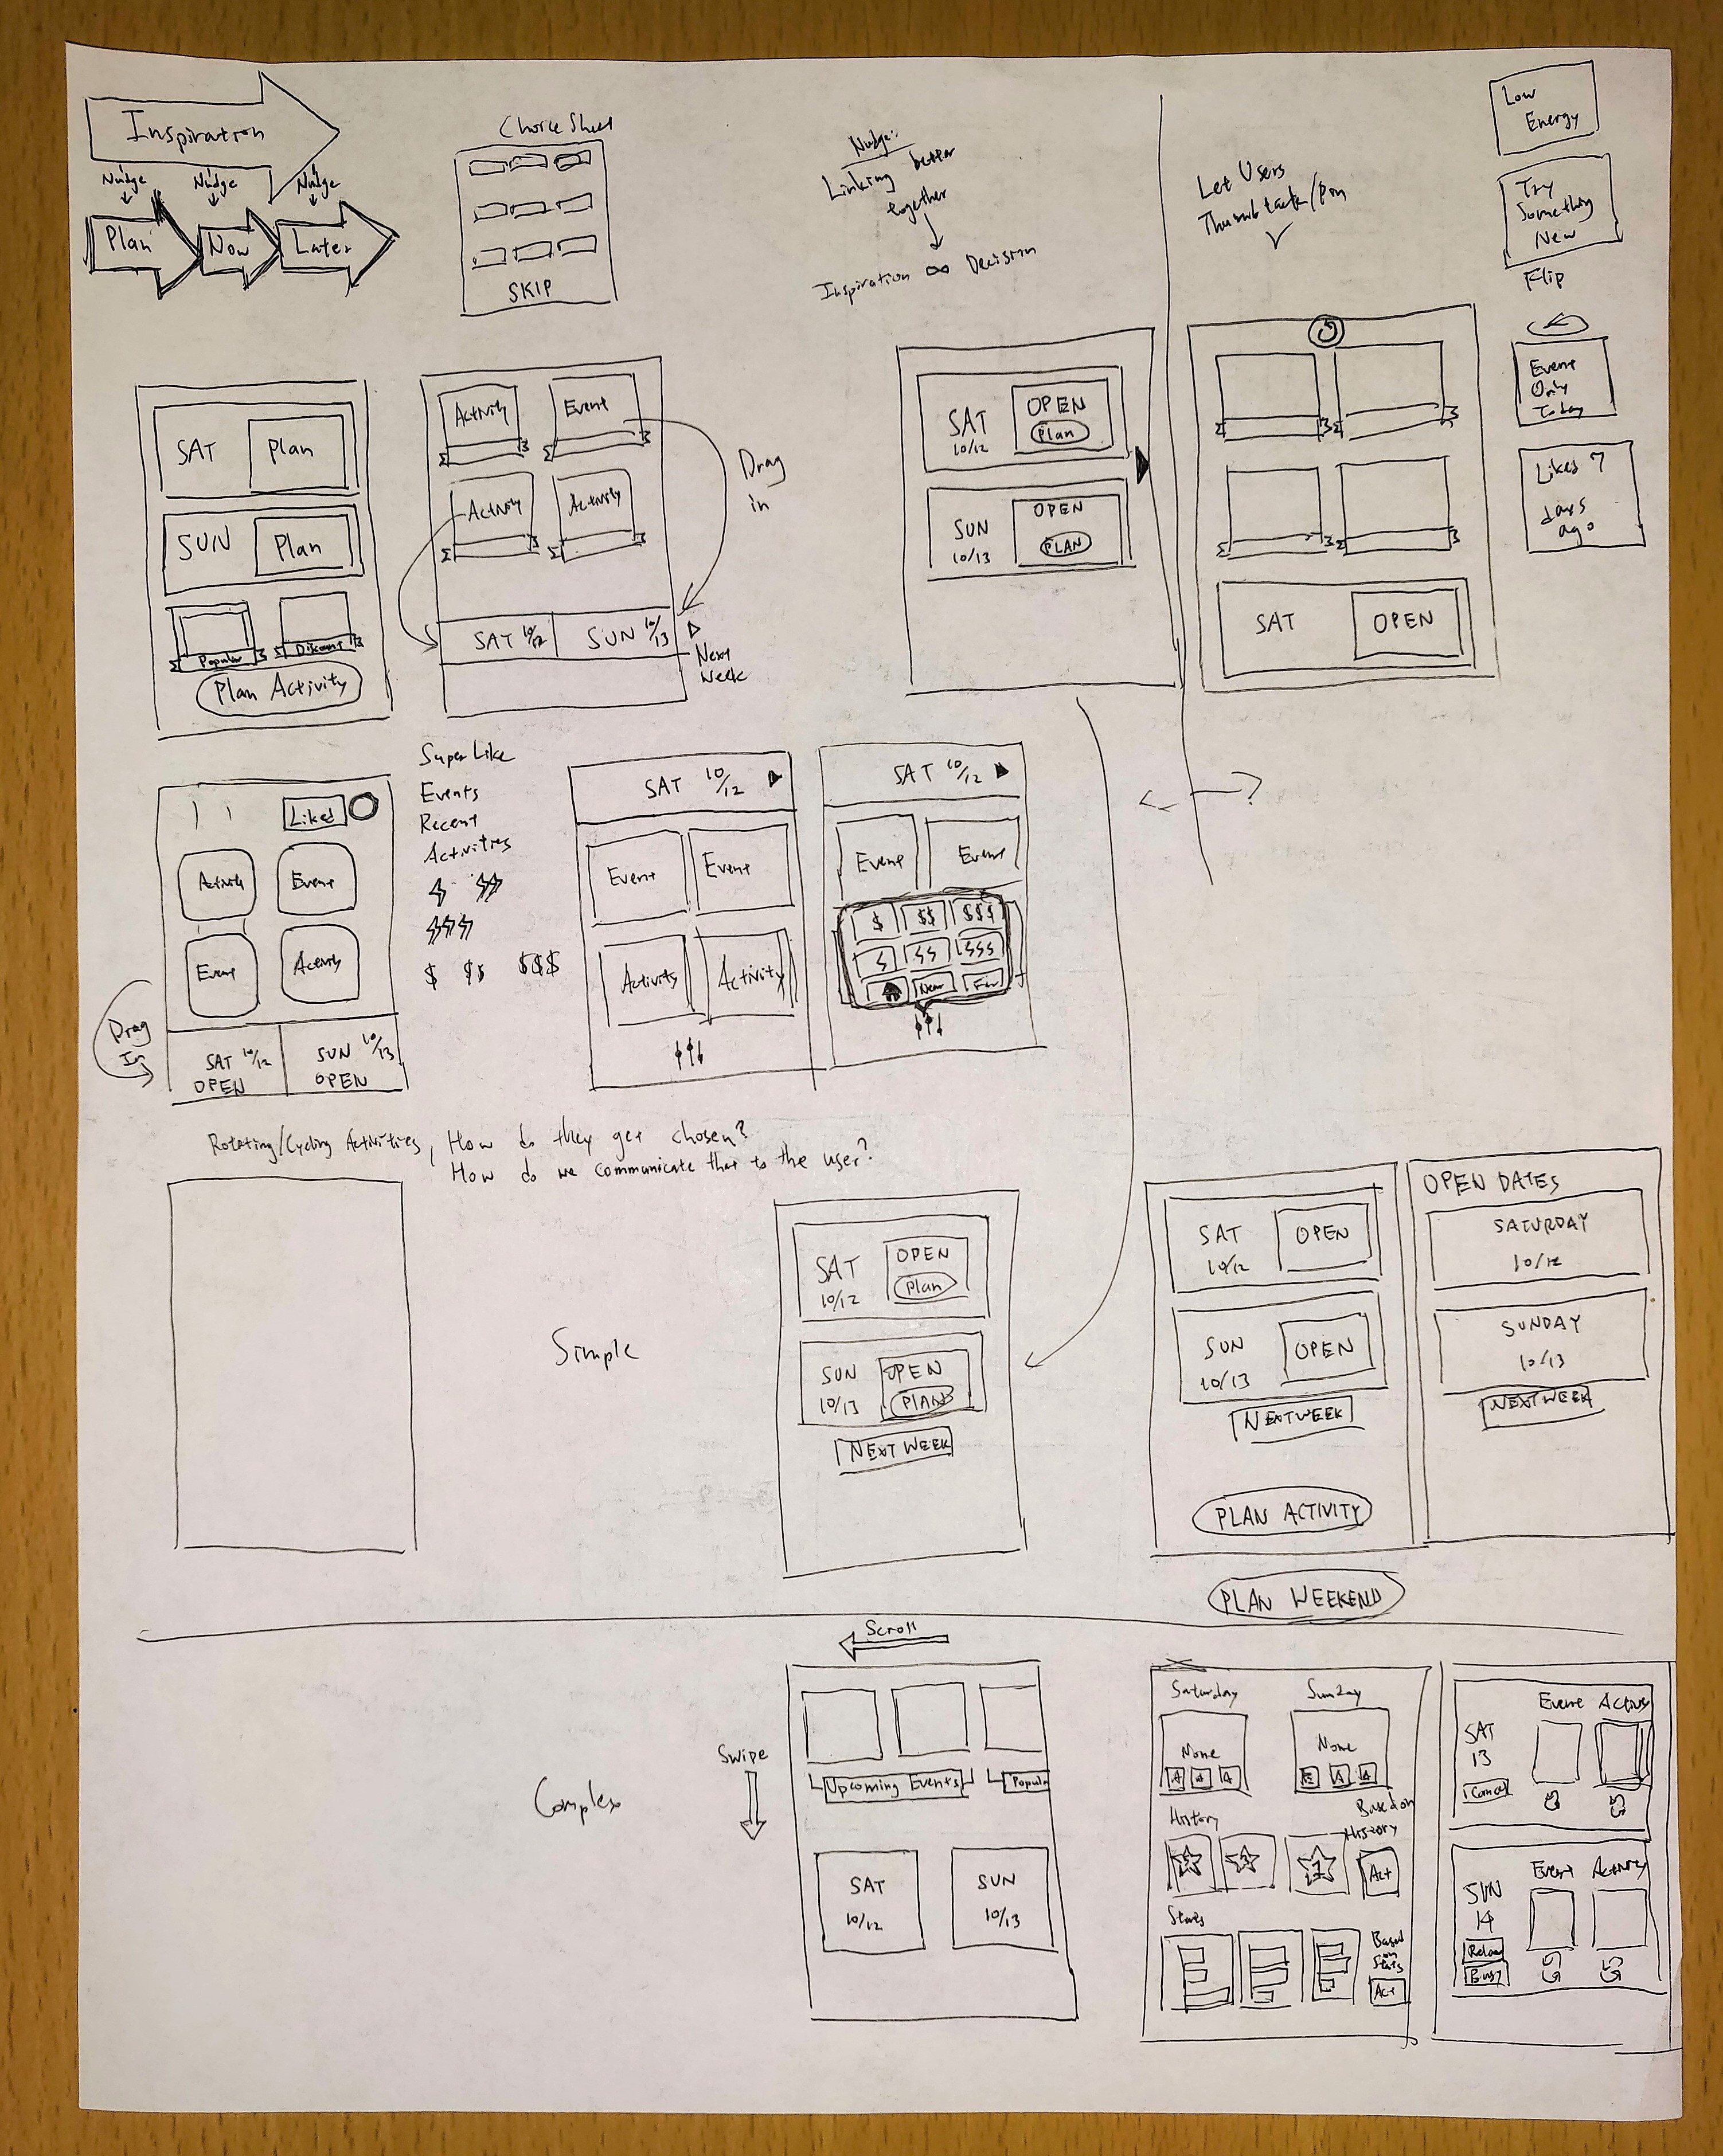 Inspiration
Nudge
Nudge
Nudge
Plan
Now
Later
Choice Sheet
SKIP
Nudge:
Linking better
together
Inspiration ∞ Decision
Let Users
Thumbtack/Pin
Low
Energy
Try
Something
New
Flip
Event
Only
Today
Liked 7
days
ago
SAT
Plan
SUN
Plan
Popular
Discount
Plan Activity
Activity
Event
Activity
Activity
Drag
in
SAT 10/12
SUN 10/13
Next
Week
SAT
10/12
OPEN
Plan
SUN
10/13
OPEN
PLAN
SAT
OPEN
Liked
Activity
Event
Event
Activity
Drag
In
SAT 10/12
OPEN
SUN 10/13
OPEN
Super Like
Events
Recent
Activities
$ $$ $$$
SAT 10/12
Event
Event
Activity
Activity
SAT 10/12
Event
Event
$ $$ $$$
Near
Far
?
Rotating/Cycling Activities, How do they get chosen?
How do we communicate that to the user?
Simple
SAT
10/12
OPEN
Plan
SUN
10/13
OPEN
PLAN
NEXT WEEK
SAT
10/12
OPEN
SUN
10/13
OPEN
NEXT WEEK
PLAN ACTIVITY
OPEN DATES
SATURDAY
10/12
SUNDAY
10/13
NEXT WEEK
PLAN WEEKEND
Complex
Scroll
Swipe
Upcoming Events
Popula
SAT
10/12
SUN
10/13
Saturday
Sunday
None
A A A
None
E A A
History
Based on
History
Act
Stats
Based
on
Stats
Act
Event Activity
SAT
13
Cancel
Event Activity
SUN
14
Relax
Busy